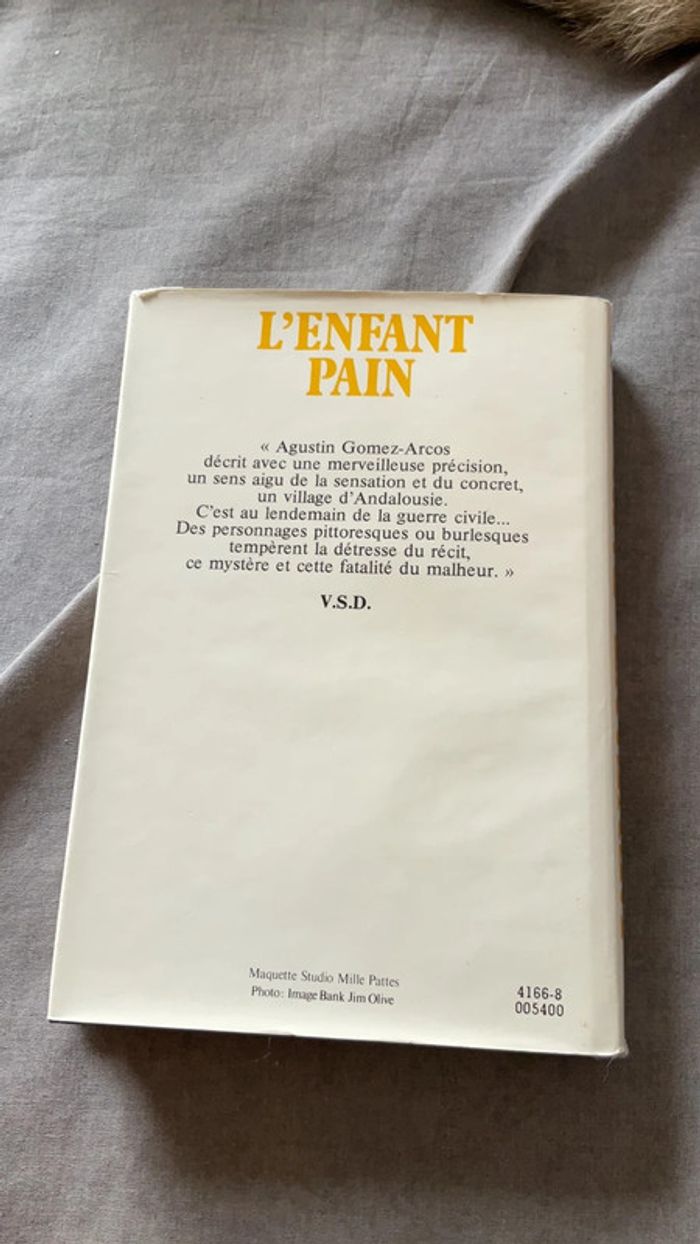 L'ENFANT
PAIN
« Agustin Gomez-Arcos
décrit avec une merveilleuse précision,
un sens aigu de la sensation et du concret,
un village d'Andalousie.
C'est au lendemain de la guerre civile...
Des personnages pittoresques ou burlesques
tempèrent la détresse du récit,
ce mystère et cette fatalité du malheur. »
V.S.D.
Maquette Studio Mille Pattes
Photo: Image Bank Jim Olive
4166-8
005400